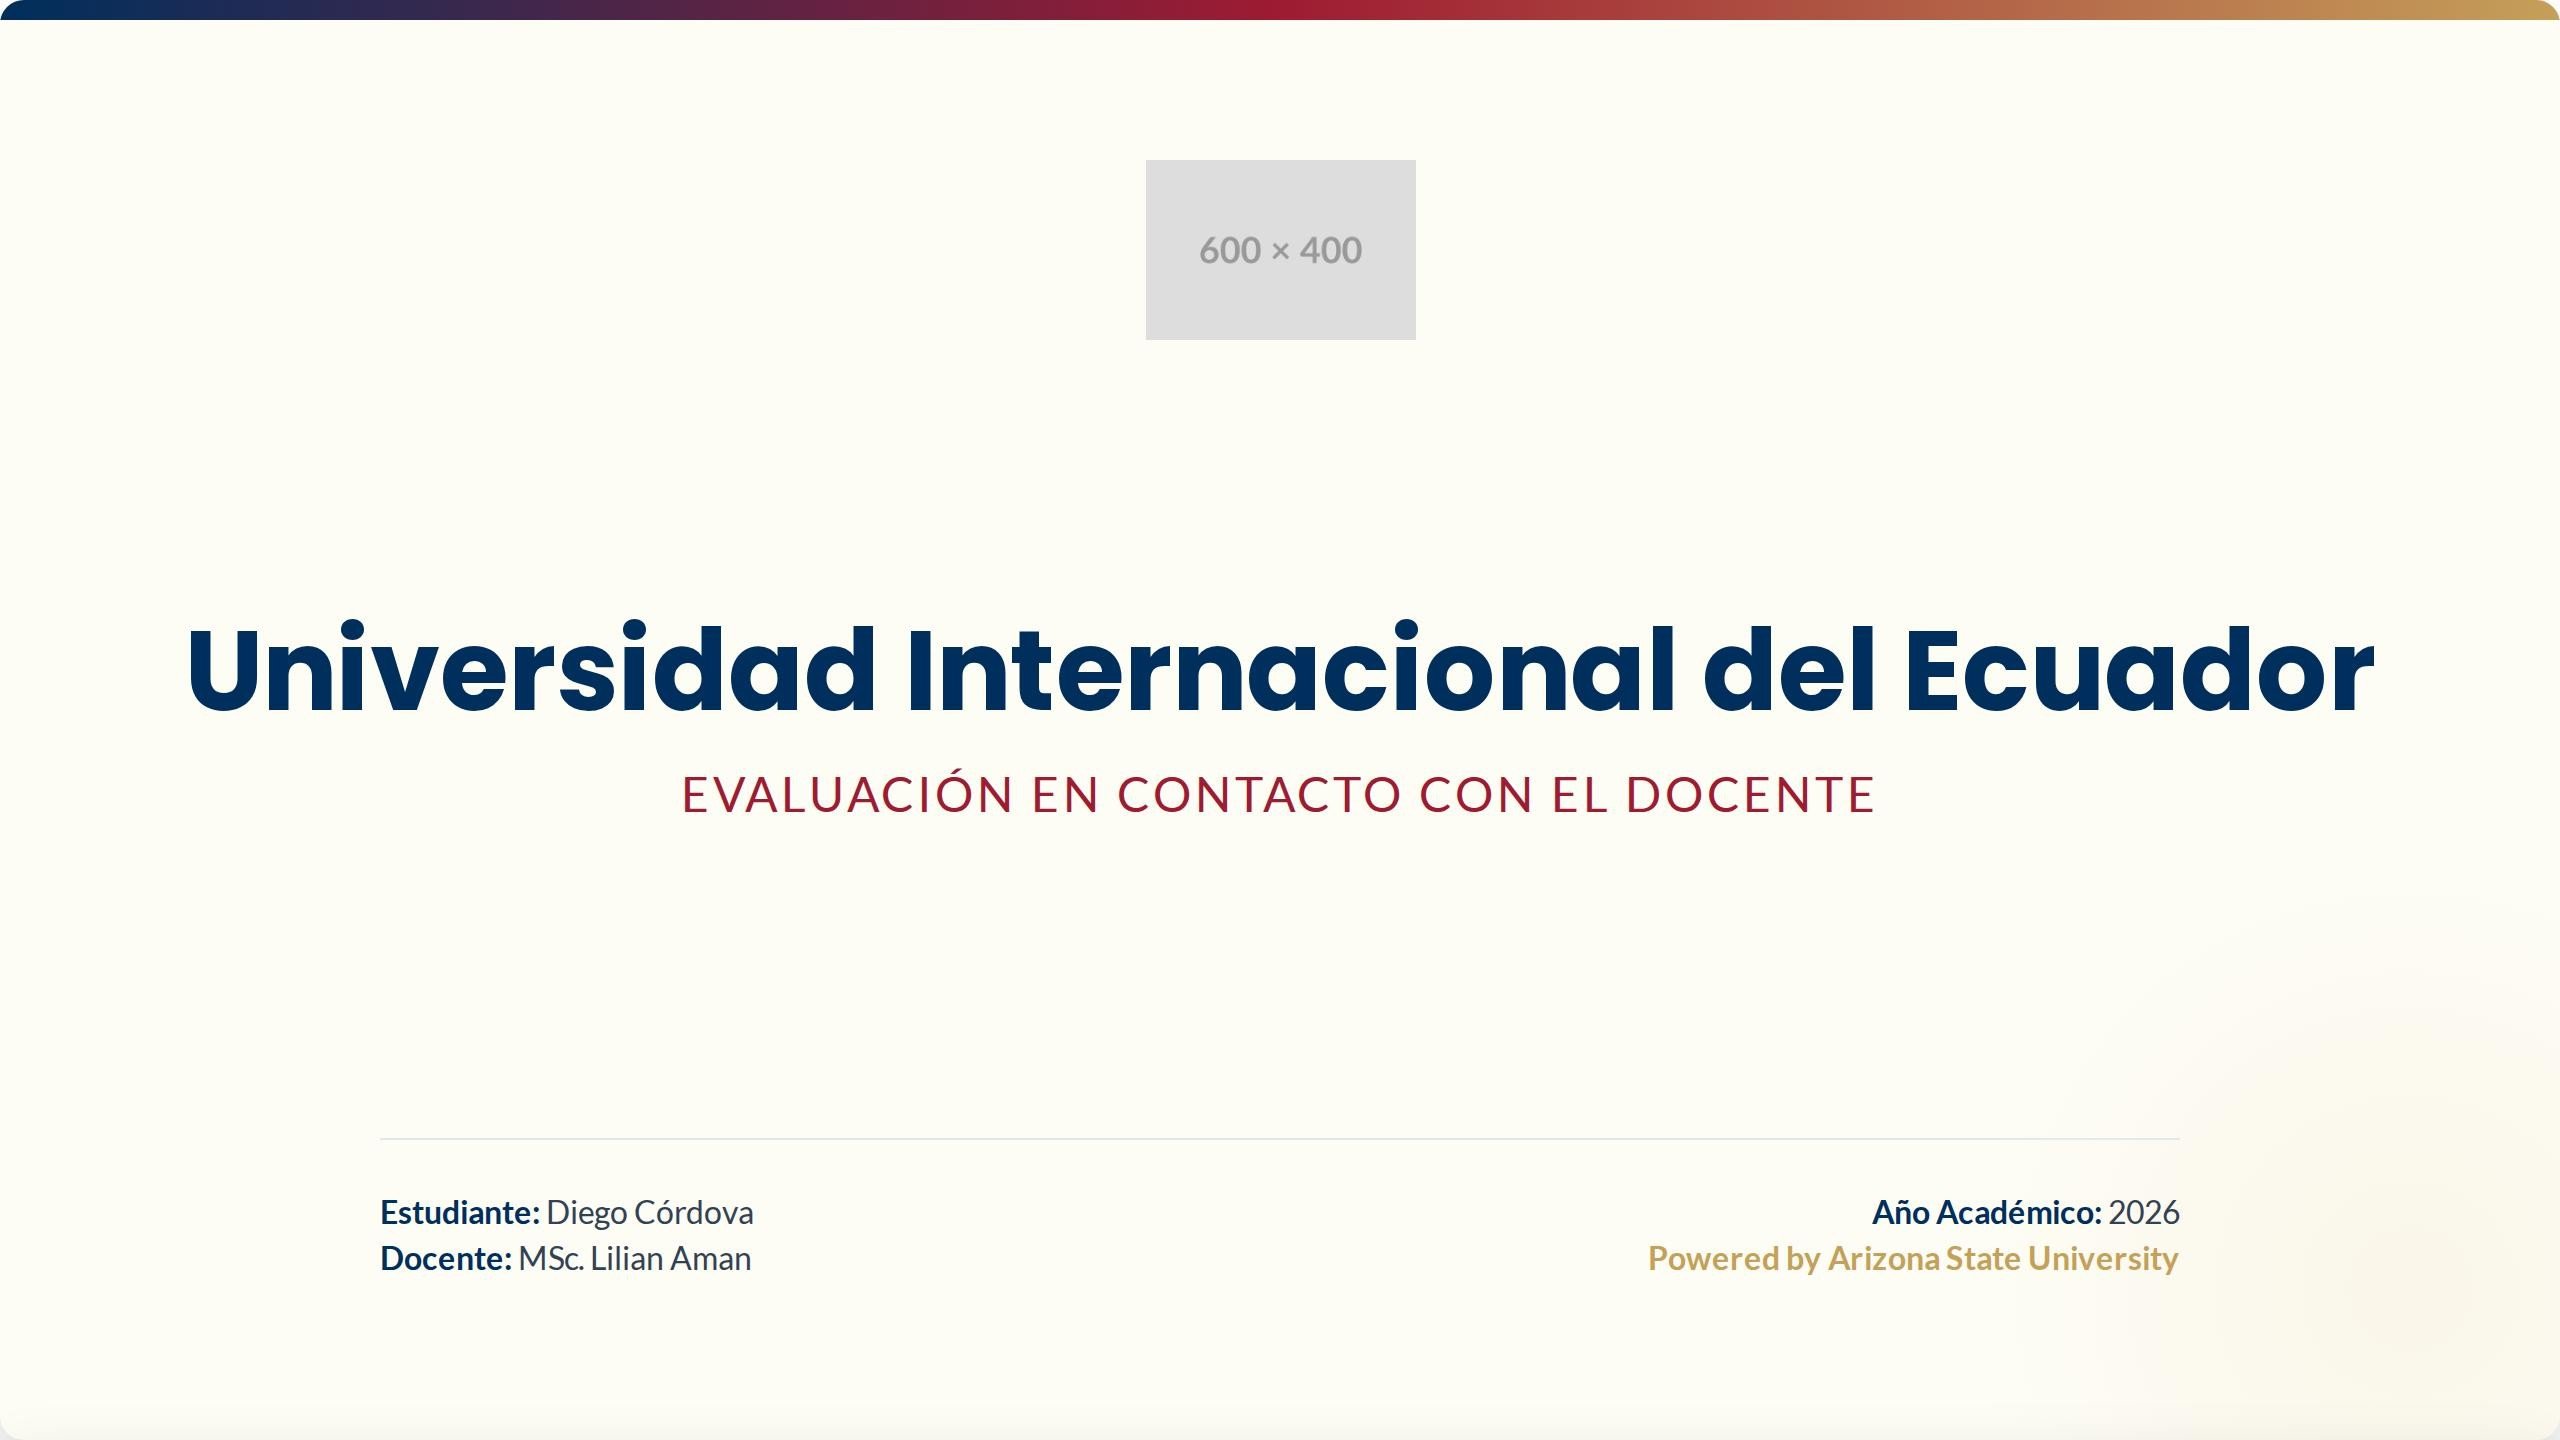 600 × 400
Universidad Internacional del Ecuador
EVALUACIÓN EN CONTACTO CON EL DOCENTE
Estudiante: Diego Córdova
Docente: MSc. Lilian Aman
Año Académico: 2026
Powered by Arizona State University